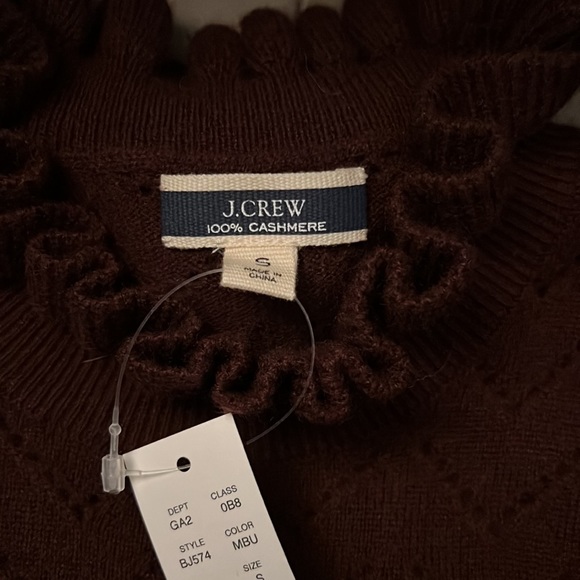 J.CREW
100% CASHMERE
S
MADE IN
CHINA
DEPT CLASS
GA2 0B8
STYLE COLOR
BJ574 MBU
SIZE
S